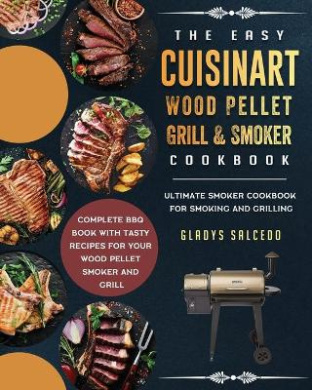 THE EASY
CUISINART
WOOD PELLET
GRILL & SMOKER
COOKBOOK
ULTIMATE SMOKER COOKBOOK
FOR SMOKING AND GRILLING
GLADYS SALCEDO
COMPLETE BBQ
BOOK WITH TASTY
RECIPES FOR YOUR
WOOD PELLET
SMOKER AND
GRILL